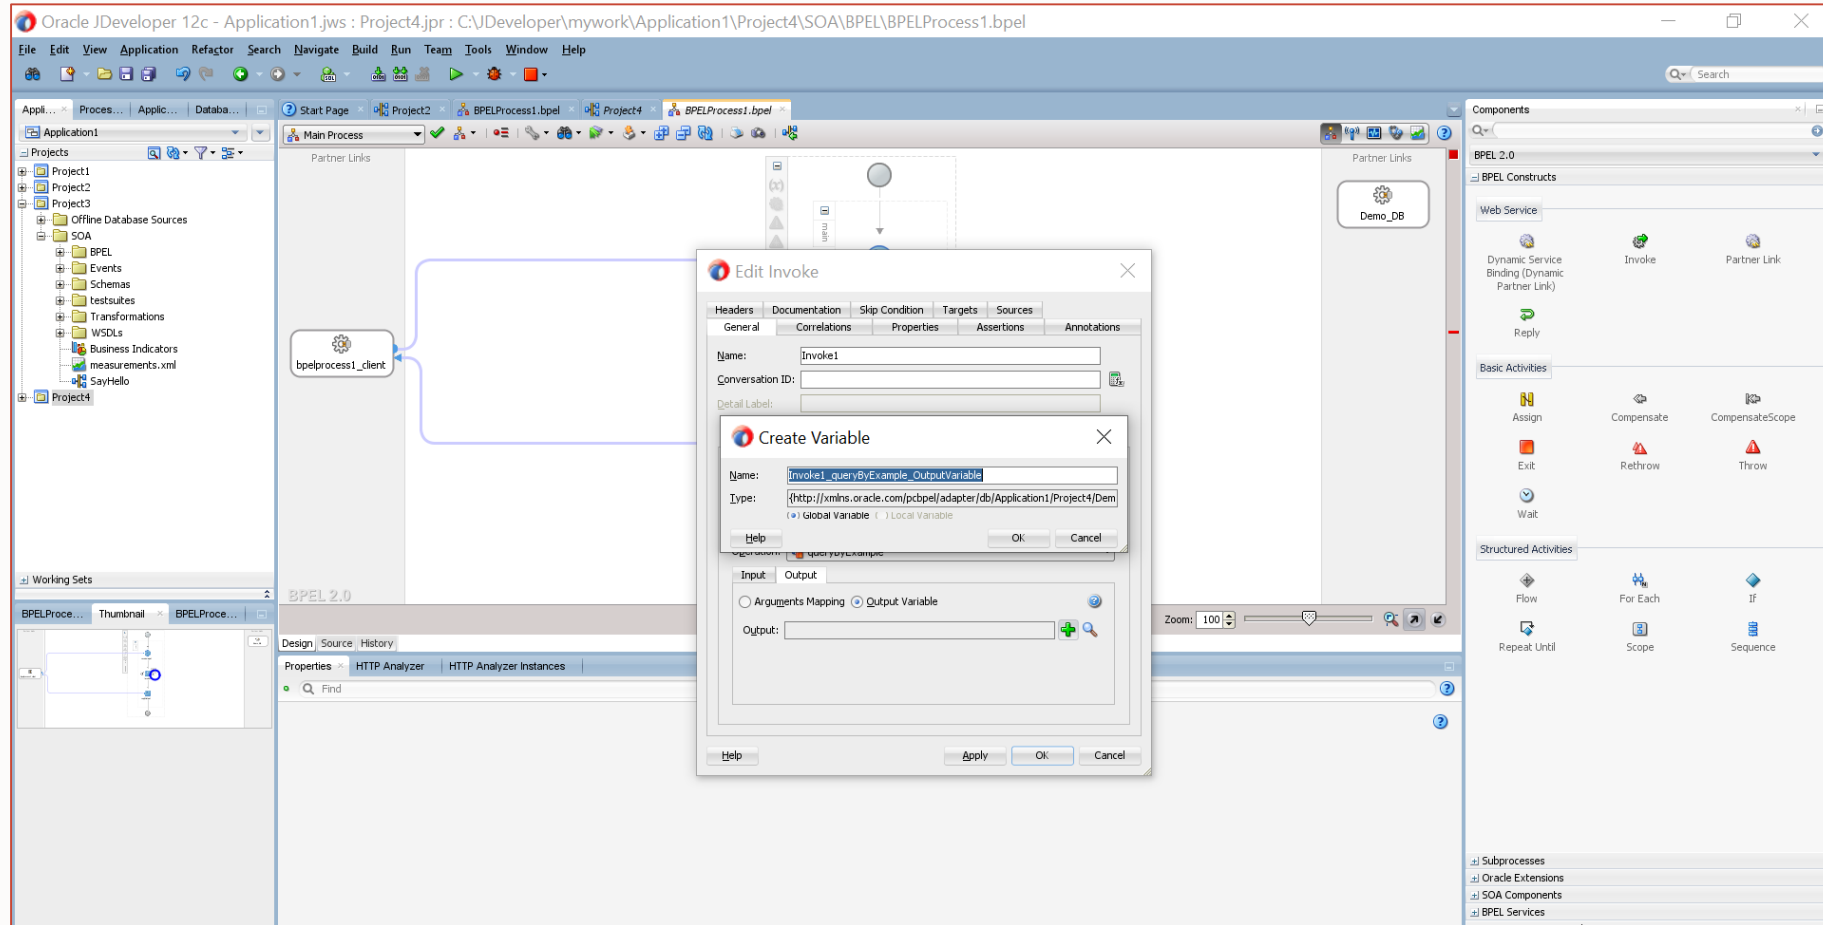 Oracle JDeveloper 12c - Application1.jws : Project4.jpr : C:\JDeveloper\mywork\Application1\Project4\SOA\BPEL\BPELProcess1.bpel
File Edit View Application Refactor Search Navigate Build Run Team Tools Window Help
Search
Appli... Proces... Applic... Databa...
Application1
Projects
Project1
Project2
Project3
Offline Database Sources
SOA
BPEL
Events
Schemas
testsuites
Transformations
WSDLs
Business Indicators
measurements.xml
SayHello
Project4
Working Sets
BPELProce... Thumbnail BPELProce...
Start Page Project2 BPELProcess1.bpel Project4 BPELProcess1.bpel
Main Process
Partner Links
bpelprocess1_client
BPEL 2.0
main
Partner Links
Demo_DB
Zoom: 100
Design Source History
Properties HTTP Analyzer HTTP Analyzer Instances
Find
Edit Invoke
Headers Documentation Skip Condition Targets Sources
General Correlations Properties Assertions Annotations
Name: Invoke1
Conversation ID:
Detail Label:
Create Variable
Name: Invoke1_queryByExample_OutputVariable
Type: {http://xmlns.oracle.com/pcbpel/adapter/db/Application1/Project4/Dem
Global Variable Local Variable
Help OK Cancel
Operation: queryByExample
Input Output
Arguments Mapping Output Variable
Output:
Help Apply OK Cancel
Components
BPEL 2.0
BPEL Constructs
Web Service
Dynamic Service Binding (Dynamic Partner Link)
Invoke
Partner Link
Reply
Basic Activities
Assign Compensate CompensateScope
Exit Rethrow Throw
Wait
Structured Activities
Flow For Each If
Repeat Until Scope Sequence
Subprocesses
Oracle Extensions
SOA Components
BPEL Services